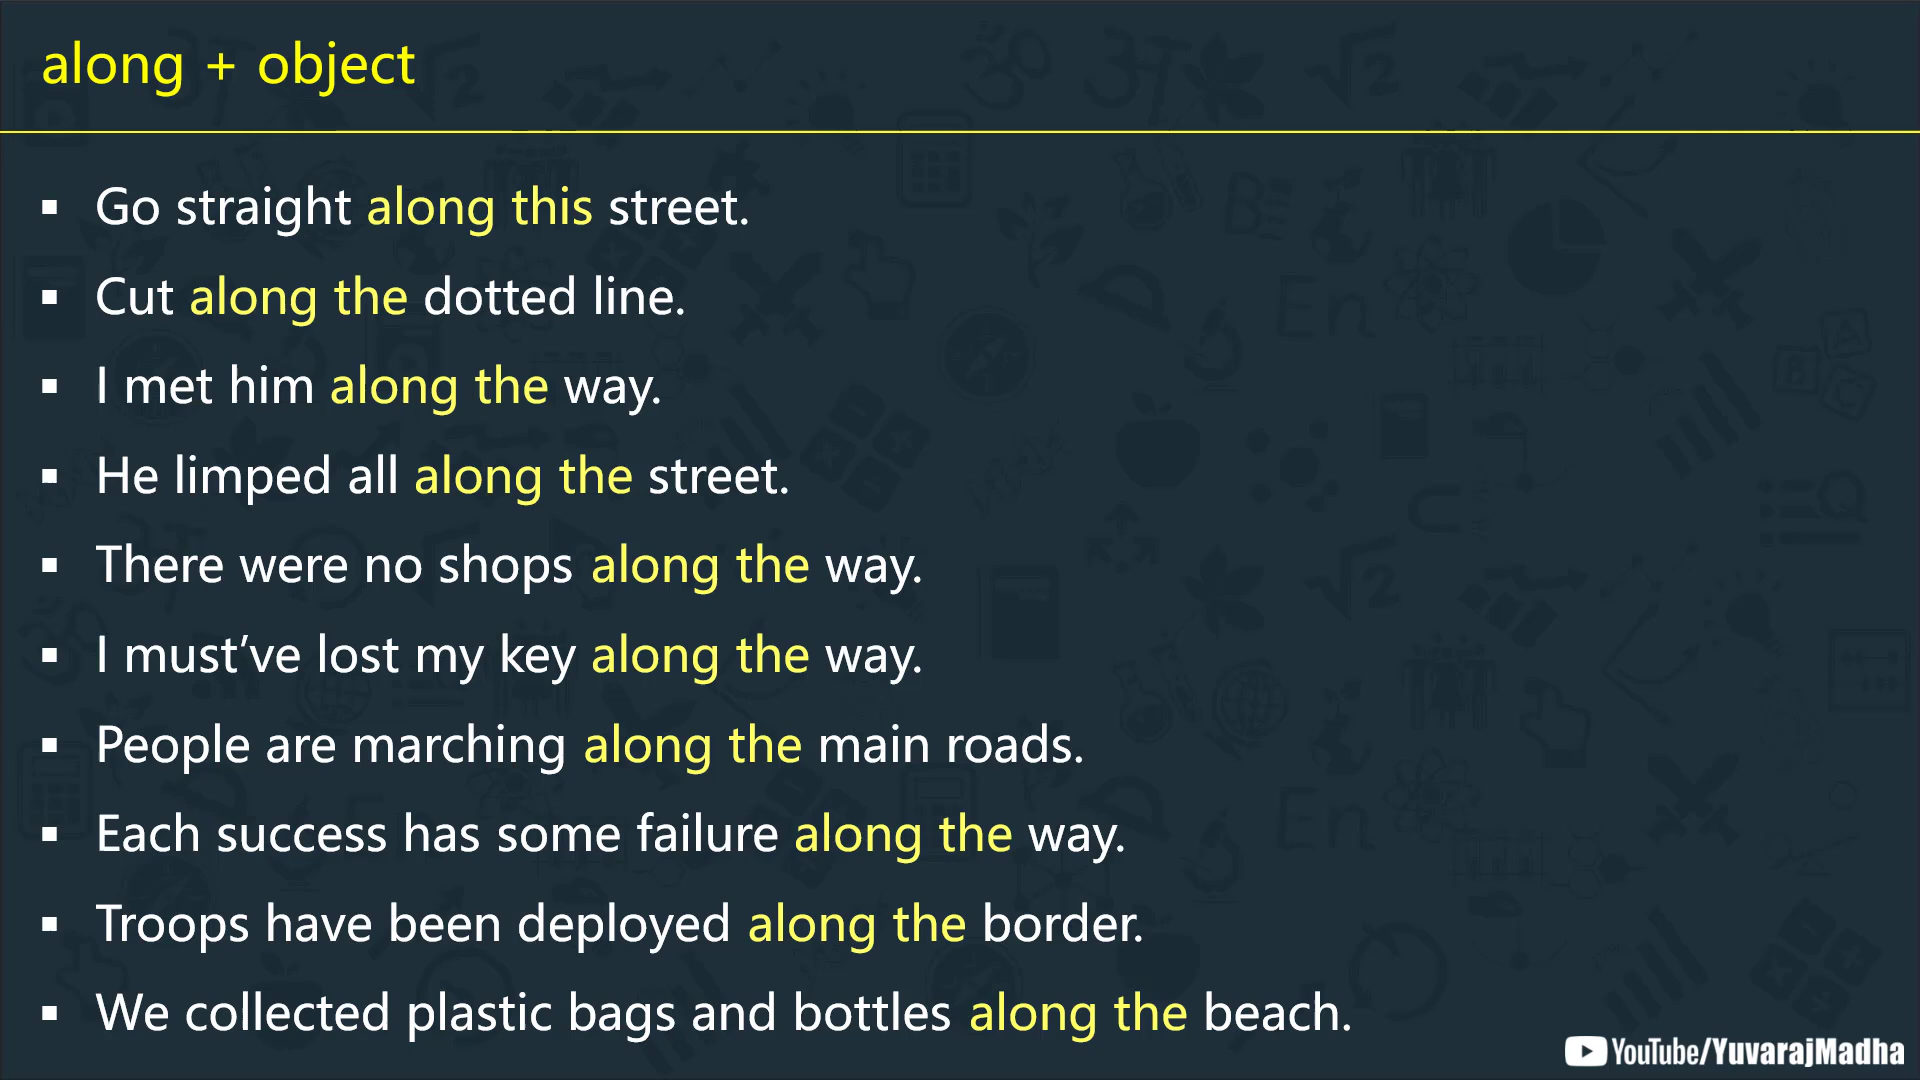 along + object
▪ Go straight along this street.
▪ Cut along the dotted line.
▪ I met him along the way.
▪ He limped all along the street.
▪ There were no shops along the way.
▪ I must’ve lost my key along the way.
▪ People are marching along the main roads.
▪ Each success has some failure along the way.
▪ Troops have been deployed along the border.
▪ We collected plastic bags and bottles along the beach.
YouTube/YuvarajMadha